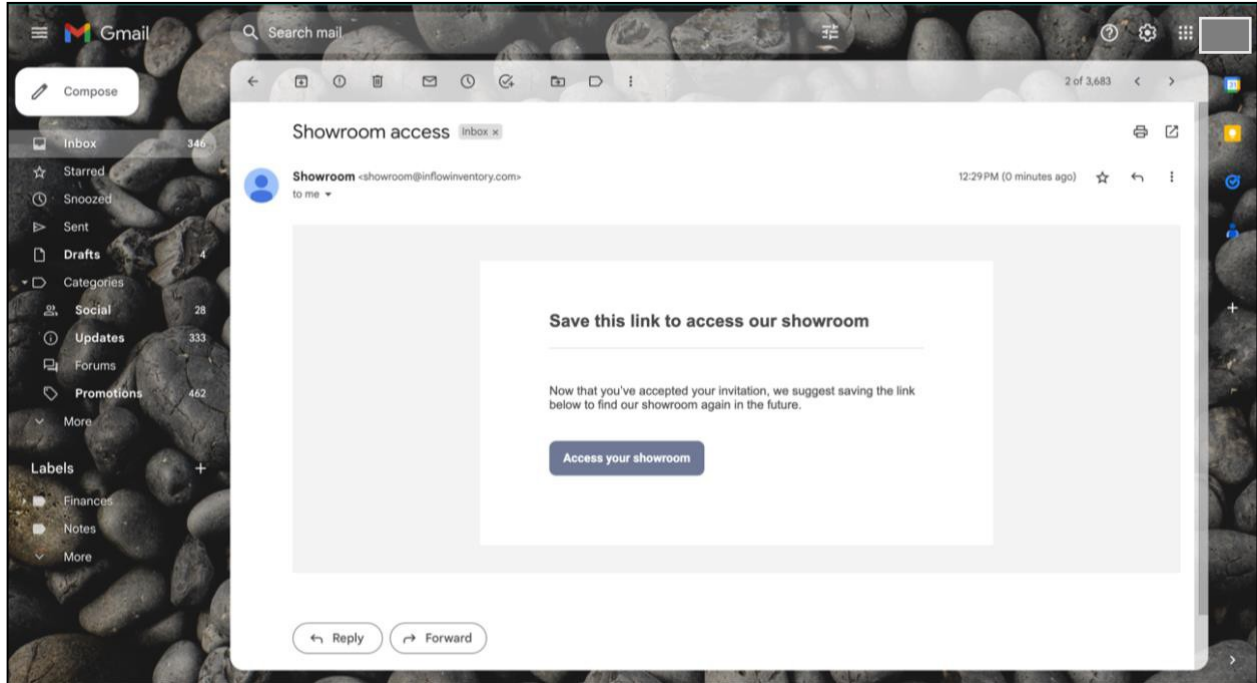 Gmail
Search mail
Compose
2 of 3,683
Inbox 346
Starred
Snoozed
Sent
Drafts 4
Categories
Social 28
Updates 333
Forums
Promotions 462
More
Labels +
Finances
Notes
More
Showroom access Inbox x
Showroom <showroom@inflowinventory.com> 12:29 PM (0 minutes ago)
to me
Save this link to access our showroom
Now that you've accepted your invitation, we suggest saving the link
below to find our showroom again in the future.
Access your showroom
Reply Forward